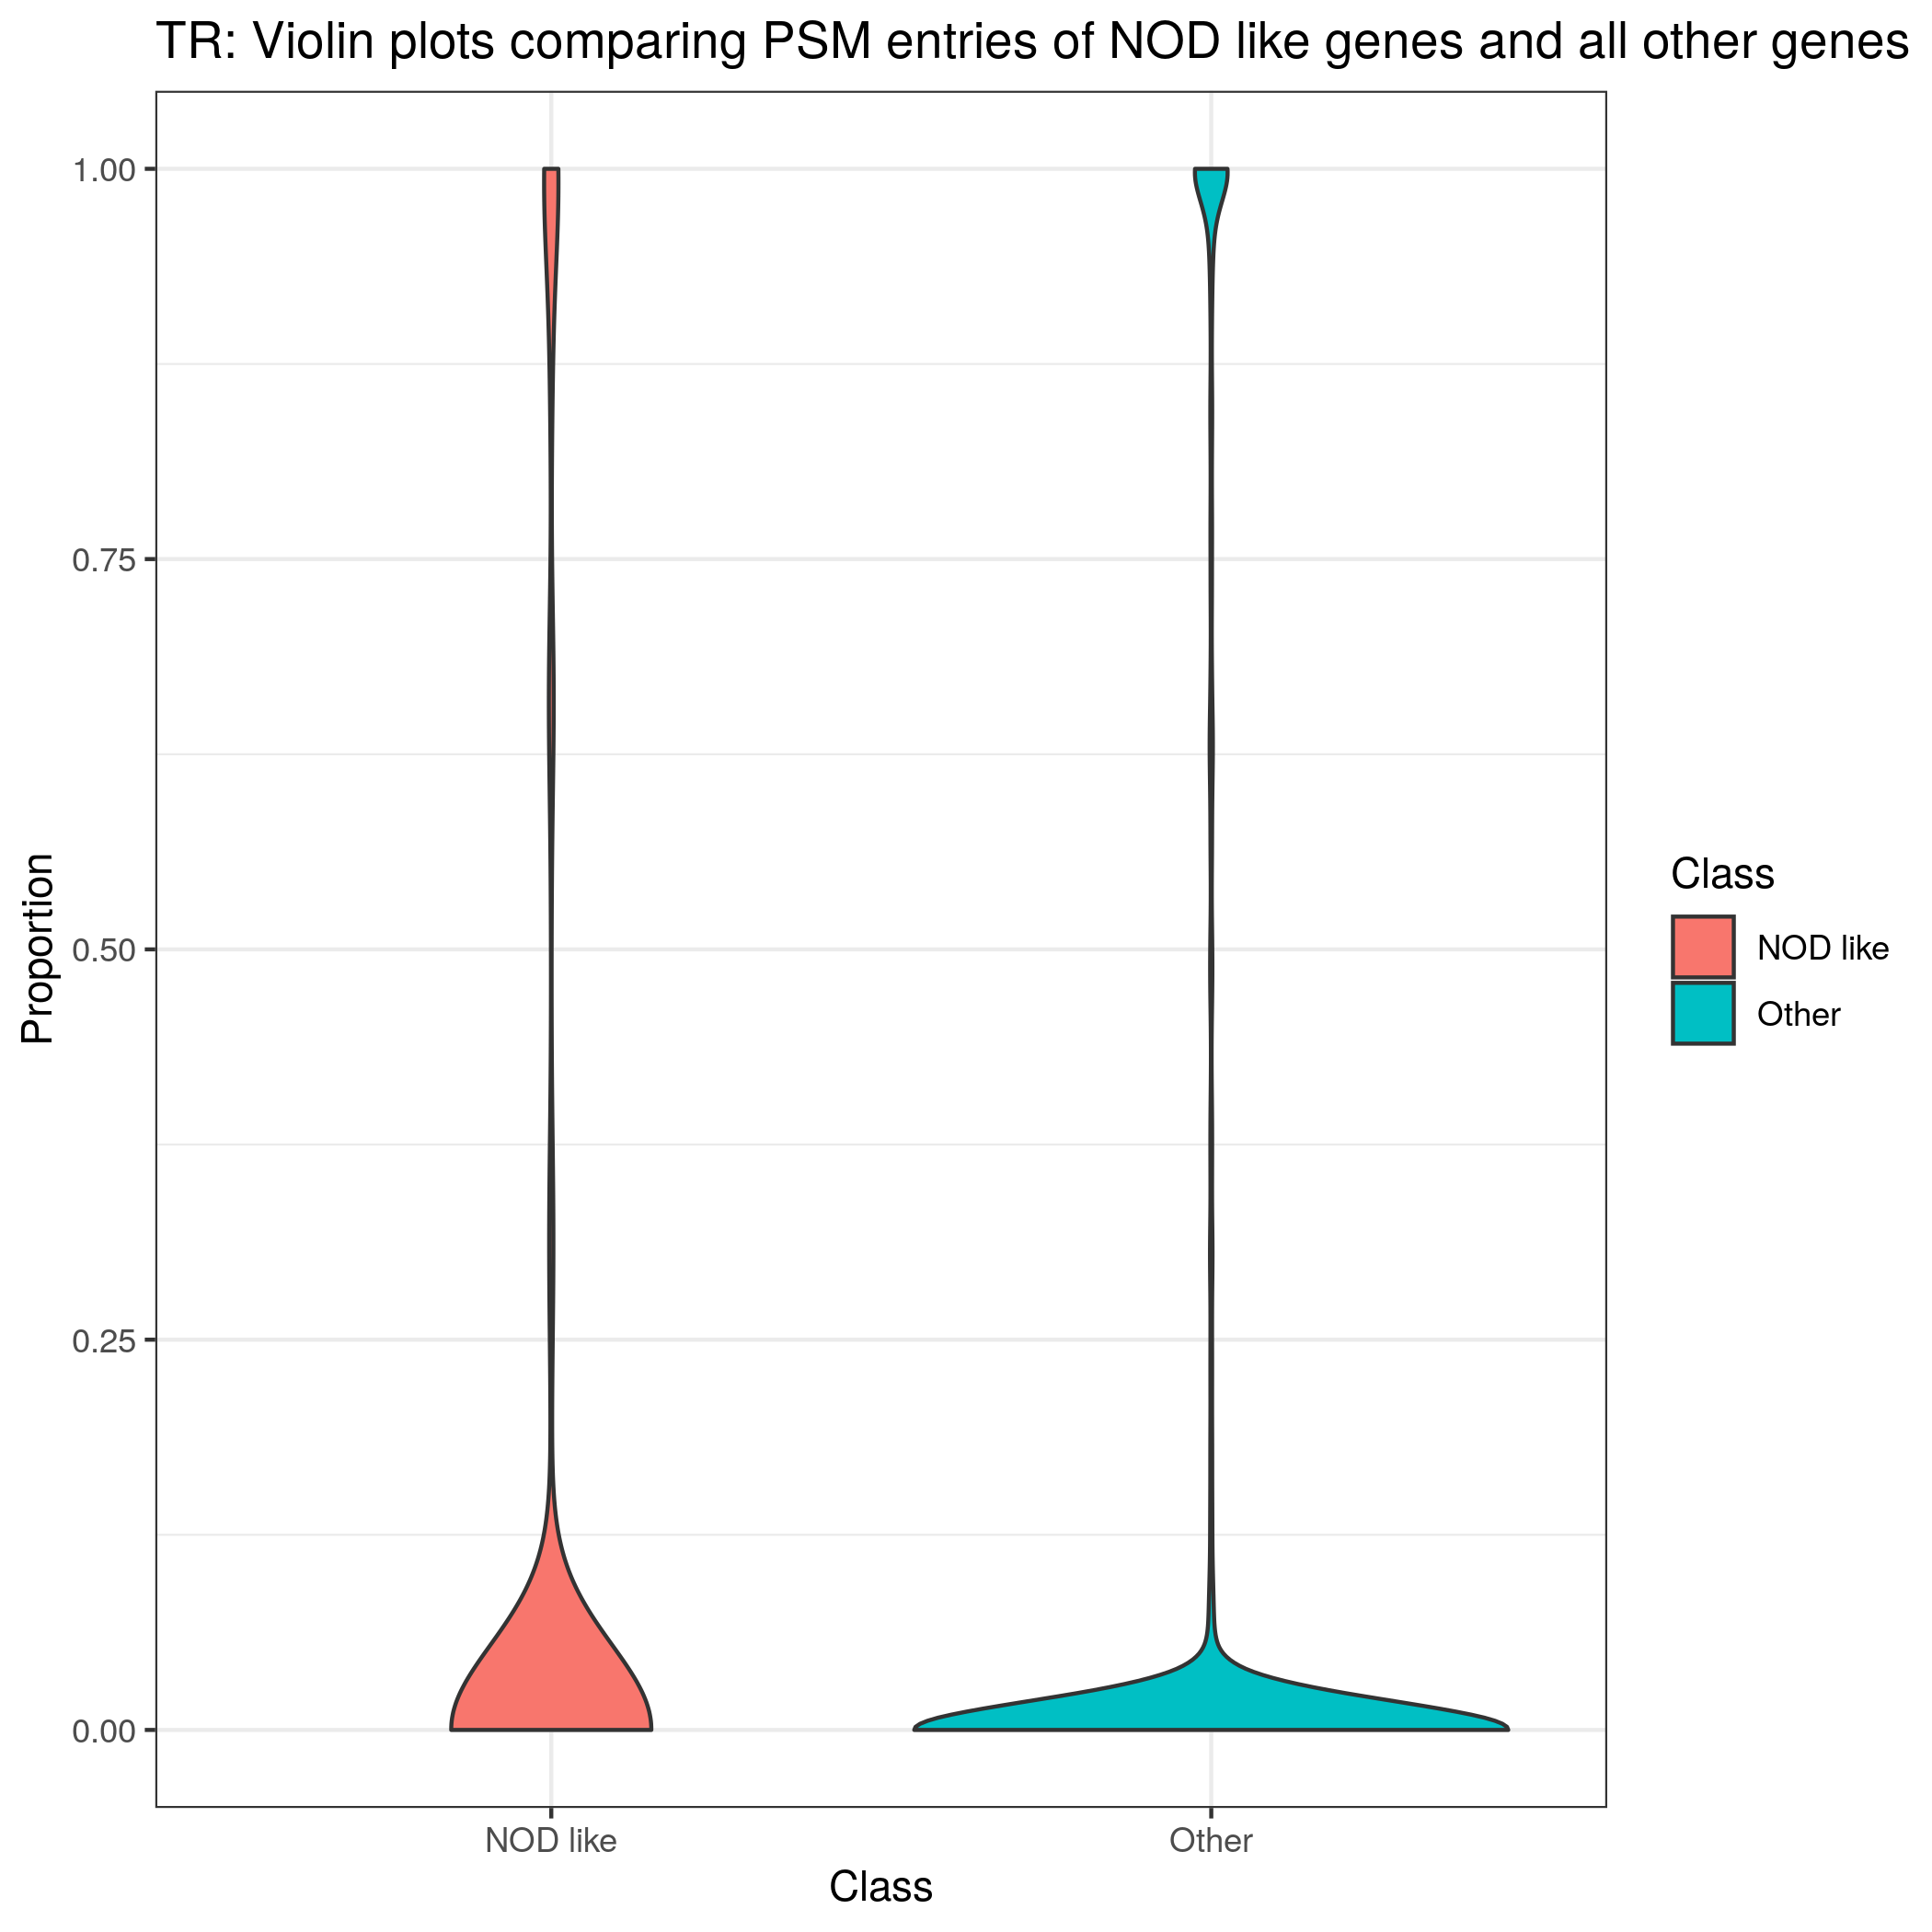 TR: Violin plots comparing PSM entries of NOD like genes and all other genes
1.00
0.75
0.50
0.25
0.00
Proportion
NOD like
Other
Class
Class
NOD like
Other